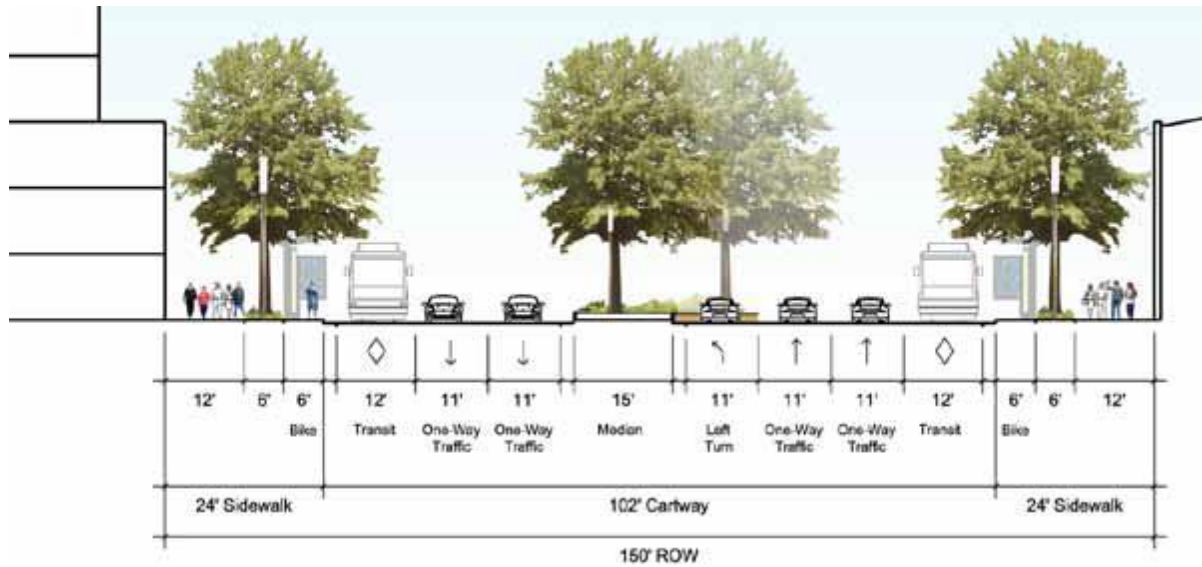 12' 6' 6' 12' 11' 11' 15' 11' 11' 11' 12' 6' 6' 12'
Bike Transit One-Way Traffic One-Way Traffic Median Left Turn One-Way Traffic One-Way Traffic Transit Bike
24' Sidewalk 102' Cartway 24' Sidewalk
150' ROW